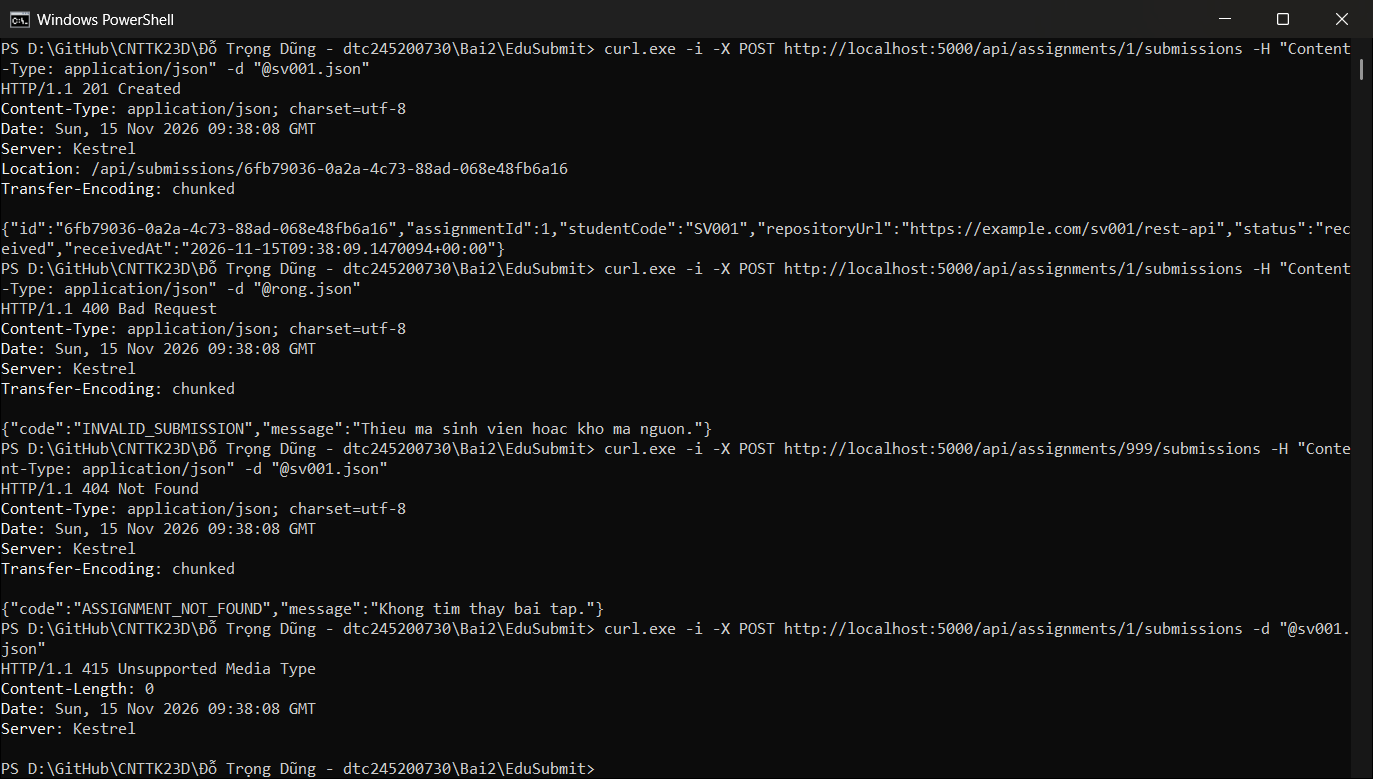 Windows PowerShell
PS D:\GitHub\CNTTK23D\Đỗ Trọng Dũng - dtc245200730\Bai2\EduSubmit> curl.exe -i -X POST http://localhost:5000/api/assignments/1/submissions -H "Content
-Type: application/json" -d "@sv001.json"
HTTP/1.1 201 Created
Content-Type: application/json; charset=utf-8
Date: Sun, 15 Nov 2026 09:38:08 GMT
Server: Kestrel
Location: /api/submissions/6fb79036-0a2a-4c73-88ad-068e48fb6a16
Transfer-Encoding: chunked

{"id":"6fb79036-0a2a-4c73-88ad-068e48fb6a16","assignmentId":1,"studentCode":"SV001","repositoryUrl":"https://example.com/sv001/rest-api","status":"rec
eived","receivedAt":"2026-11-15T09:38:09.1470094+00:00"}
PS D:\GitHub\CNTTK23D\Đỗ Trọng Dũng - dtc245200730\Bai2\EduSubmit> curl.exe -i -X POST http://localhost:5000/api/assignments/1/submissions -H "Content
-Type: application/json" -d "@rong.json"
HTTP/1.1 400 Bad Request
Content-Type: application/json; charset=utf-8
Date: Sun, 15 Nov 2026 09:38:08 GMT
Server: Kestrel
Transfer-Encoding: chunked

{"code":"INVALID_SUBMISSION","message":"Thieu ma sinh vien hoac kho ma nguon."}
PS D:\GitHub\CNTTK23D\Đỗ Trọng Dũng - dtc245200730\Bai2\EduSubmit> curl.exe -i -X POST http://localhost:5000/api/assignments/999/submissions -H "Conte
nt-Type: application/json" -d "@sv001.json"
HTTP/1.1 404 Not Found
Content-Type: application/json; charset=utf-8
Date: Sun, 15 Nov 2026 09:38:08 GMT
Server: Kestrel
Transfer-Encoding: chunked

{"code":"ASSIGNMENT_NOT_FOUND","message":"Khong tim thay bai tap."}
PS D:\GitHub\CNTTK23D\Đỗ Trọng Dũng - dtc245200730\Bai2\EduSubmit> curl.exe -i -X POST http://localhost:5000/api/assignments/1/submissions -d "@sv001.
json"
HTTP/1.1 415 Unsupported Media Type
Content-Length: 0
Date: Sun, 15 Nov 2026 09:38:08 GMT
Server: Kestrel

PS D:\GitHub\CNTTK23D\Đỗ Trọng Dũng - dtc245200730\Bai2\EduSubmit>